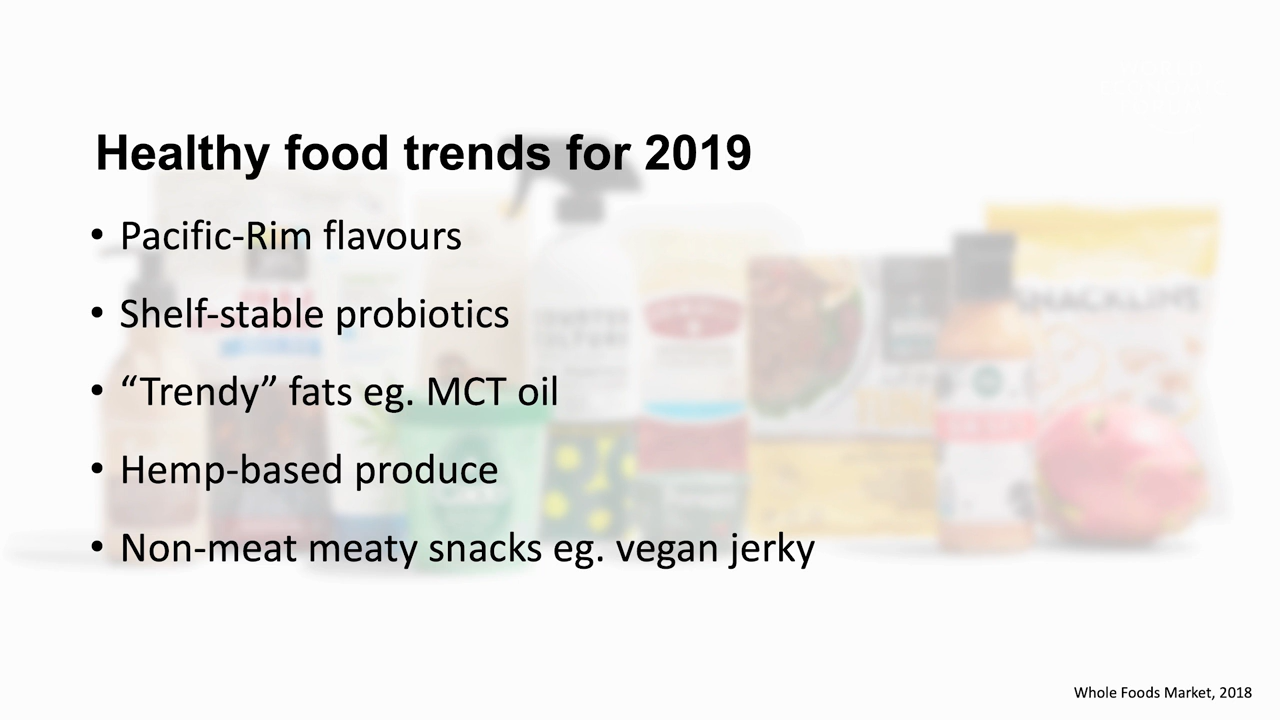 Healthy food trends for 2019
• Pacific-Rim flavours
• Shelf-stable probiotics
• “Trendy” fats eg. MCT oil
• Hemp-based produce
• Non-meat meaty snacks eg. vegan jerky
SNACKLINS
Whole Foods Market, 2018